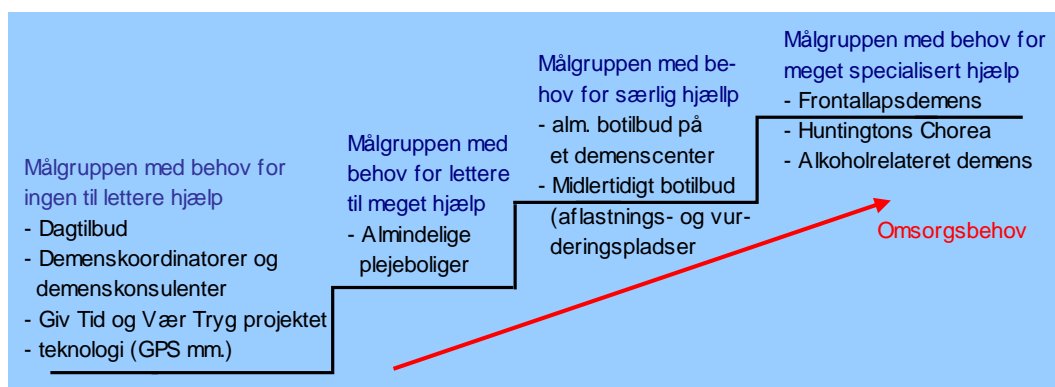 Målgruppen med behov for
ingen til lettere hjælp
- Dagtilbud
- Demenskoordinatorer og
demenskonsulenter
- Giv Tid og Vær Tryg projektet
- teknologi (GPS mm.)
Målgruppen med
behov for lettere
til meget hjælp
- Almindelige
plejeboliger
Målgruppen med be-
hov for særlig hjællp
- alm. botilbud på
et demenscenter
- Midlertidigt botilbud
(aflastnings- og vur-
deringspladser
Målgruppen med behov for
meget specialisert hjælp
- Frontallapsdemens
- Huntingtons Chorea
- Alkoholrelateret demens
Omsorgsbehov